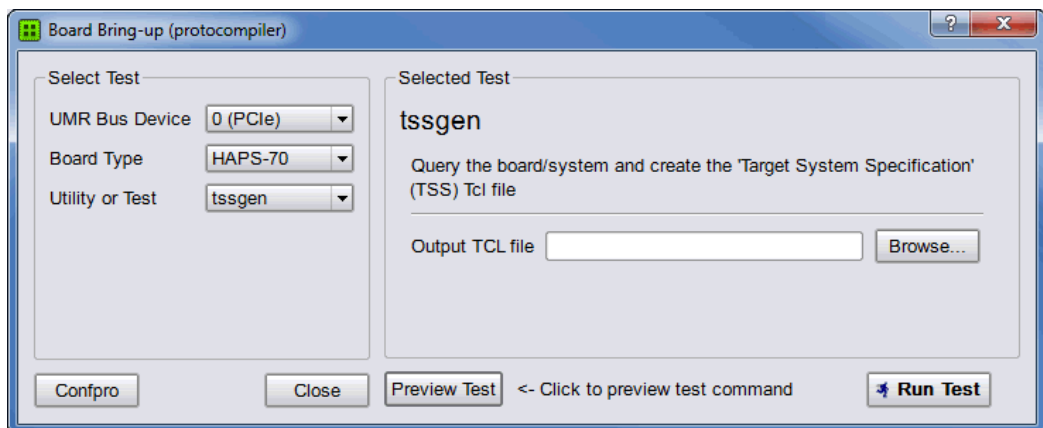 Board Bring-up (protocompiler)
Select Test
UMR Bus Device 0 (PCIe)
Board Type HAPS-70
Utility or Test tssgen
Selected Test
tssgen
Query the board/system and create the 'Target System Specification'
(TSS) Tcl file
Output TCL file Browse...
Confpro Close Preview Test <- Click to preview test command Run Test